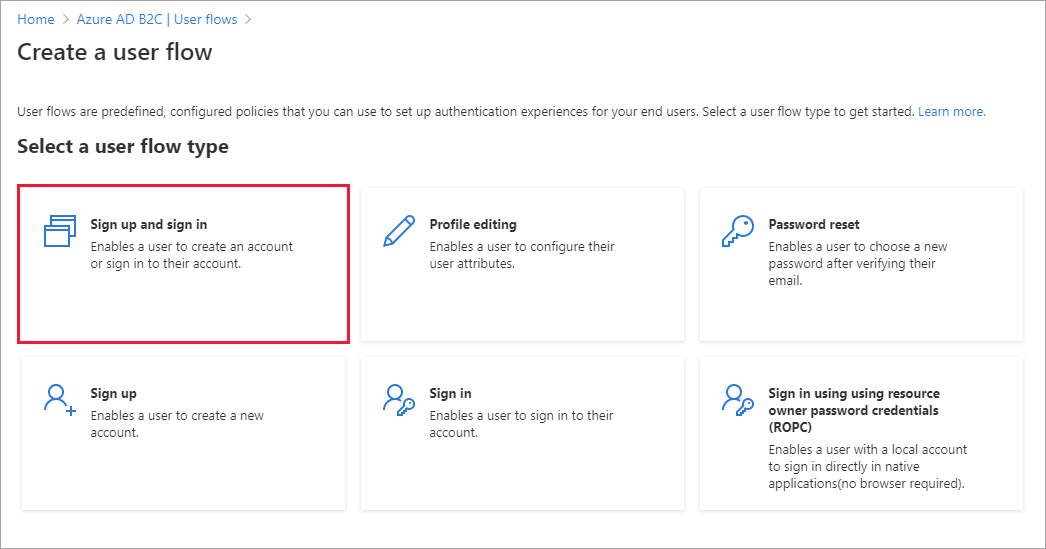 Home > Azure AD B2C | User flows >
Create a user flow
User flows are predefined, configured policies that you can use to set up authentication experiences for your end users. Select a user flow type to get started. Learn more.
Select a user flow type
Sign up and sign in
Enables a user to create an account
or sign in to their account.
Profile editing
Enables a user to configure their
user attributes.
Password reset
Enables a user to choose a new
password after verifying their
email.
Sign up
Enables a user to create a new
account.
Sign in
Enables a user to sign in to their
account.
Sign in using using resource
owner password credentials
(ROPC)
Enables a user with a local account
to sign in directly in native
applications(no browser required).